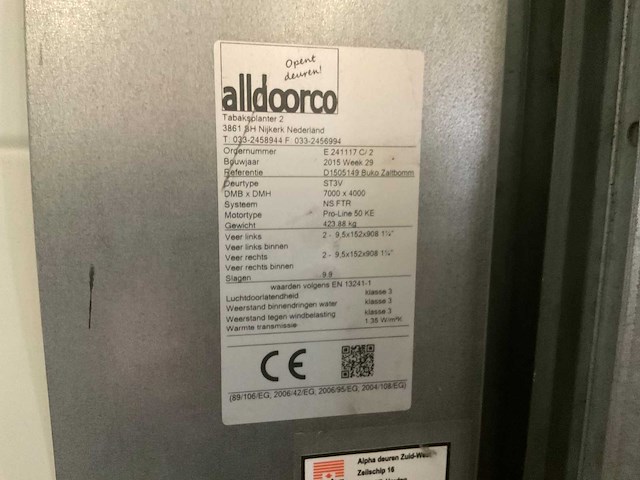 Opent
deuren!
alldoorco
Tabaksplanter 2
3861 SH Nijkerk Nederland
T: 033-2458944 F: 033-2456994
Ordernummer E 241117 C/ 2
Bouwjaar 2015 Week 29
Referentie D1505149 Buko Zaltbomm
Deurtype ST3V
DMB x DMH 7000 x 4000
Systeem NS FTR
Motortype Pro-Line 50 KE
Gewicht 423.88 kg
Veer links 2 - 9,5x152x908 1¼"
Veer links binnen
Veer rechts 2 - 9,5x152x908 1¼"
Veer rechts binnen
Slagen 9.9
waarden volgens EN 13241-1
Luchtdoorlatendheid klasse 3
Weerstand binnendringen water klasse 3
Weerstand tegen windbelasting klasse 3
Warmte transmissie 1.35 W/m²K
CE
(89/106/EG, 2006/42/EG, 2006/95/EG, 2004/108/EG)
Alpha deuren Zuid-West
Zeilschip 16